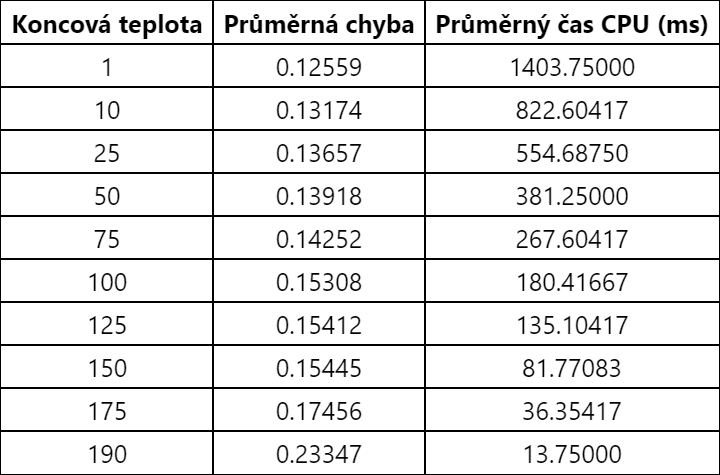 Koncová teplota Průměrná chyba Průměrný čas CPU (ms)
1 0.12559 1403.75000
10 0.13174 822.60417
25 0.13657 554.68750
50 0.13918 381.25000
75 0.14252 267.60417
100 0.15308 180.41667
125 0.15412 135.10417
150 0.15445 81.77083
175 0.17456 36.35417
190 0.23347 13.75000